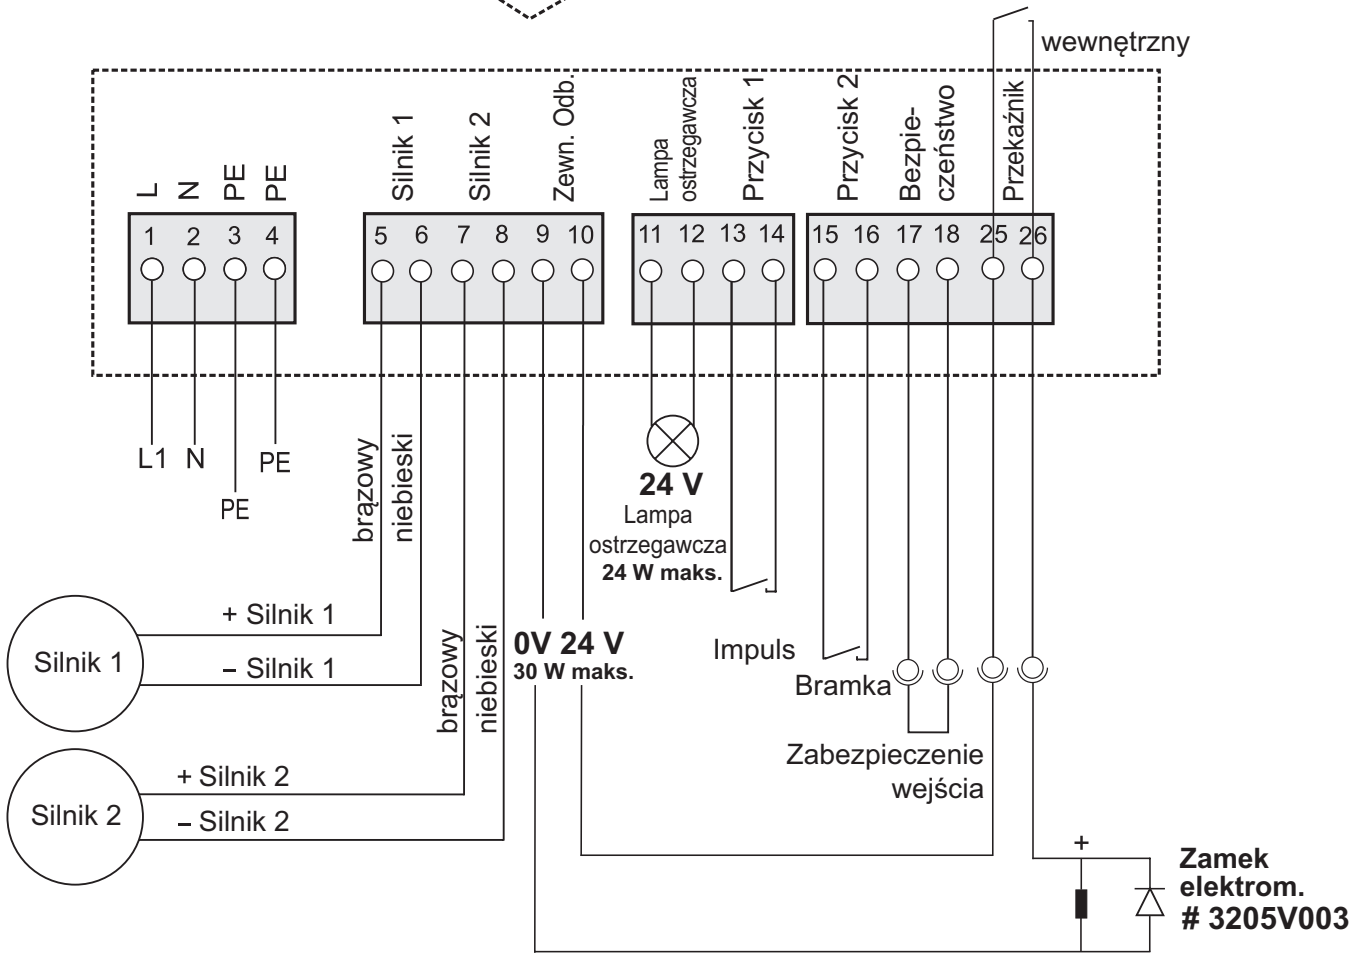 wewnętrzny
L
N
PE
PE
Silnik 1
Silnik 2
Zewn. Odb.
Lampa
ostrzegawcza
Przycisk 1
Przycisk 2
Bezpie-
czeństwo
Przekaźnik
1 2 3 4
5 6 7 8 9 10
11 12 13 14
15 16 17 18 25 26
L1 N PE
PE
brązowy
niebieski
24 V
Lampa
ostrzegawcza
24 W maks.
Silnik 1
+ Silnik 1
– Silnik 1
brązowy
niebieski
0V 24 V
30 W maks.
Impuls
Bramka
Zabezpieczenie
wejścia
Silnik 2
+ Silnik 2
– Silnik 2
+
Zamek
elektrom.
# 3205V003